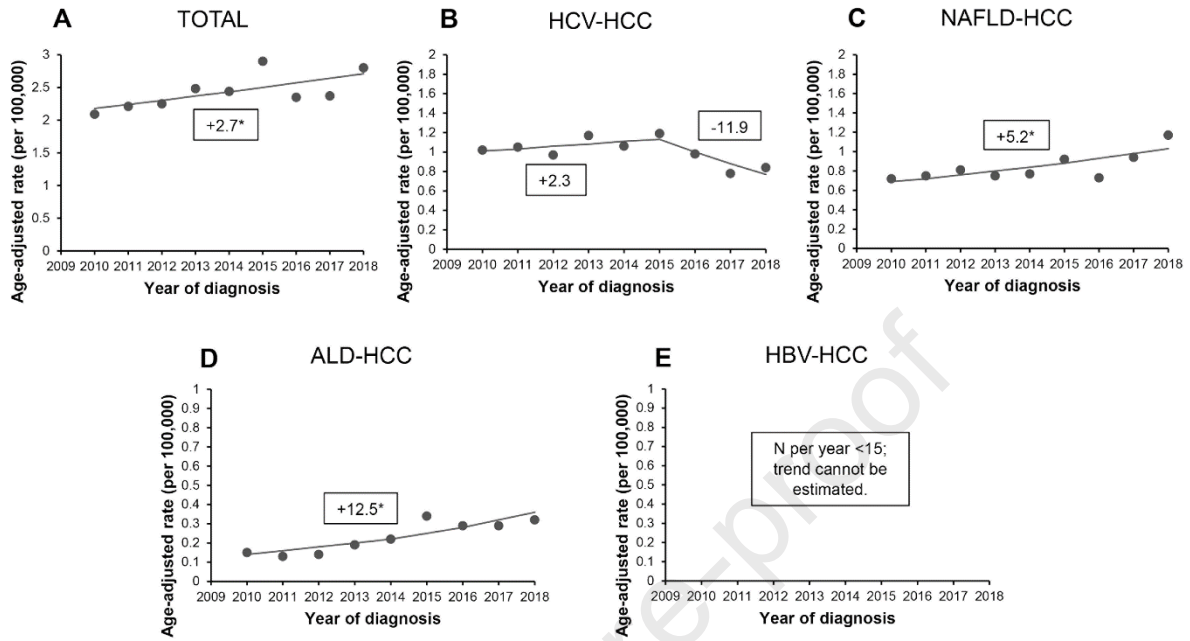 A
TOTAL
Age-adjusted rate (per 100,000)
3
2.5
2
1.5
1
0.5
0
+2.7*
2009 2010 2011 2012 2013 2014 2015 2016 2017 2018
Year of diagnosis
B
HCV-HCC
Age-adjusted rate (per 100,000)
2
1.8
1.6
1.4
1.2
1
0.8
0.6
0.4
0.2
0
-11.9
+2.3
2009 2010 2011 2012 2013 2014 2015 2016 2017 2018
Year of diagnosis
C
NAFLD-HCC
Age-adjusted rate (per 100,000)
2
1.8
1.6
1.4
1.2
1
0.8
0.6
0.4
0.2
0
+5.2*
2009 2010 2011 2012 2013 2014 2015 2016 2017 2018
Year of diagnosis
D
ALD-HCC
Age-adjusted rate (per 100,000)
1
0.9
0.8
0.7
0.6
0.5
0.4
0.3
0.2
0.1
0
+12.5*
2009 2010 2011 2012 2013 2014 2015 2016 2017 2018
Year of diagnosis
E
HBV-HCC
Age-adjusted rate (per 100,000)
1
0.9
0.8
0.7
0.6
0.5
0.4
0.3
0.2
0.1
0
N per year <15;
trend cannot be
estimated.
2009 2010 2011 2012 2013 2014 2015 2016 2017 2018
Year of diagnosis
re-proof